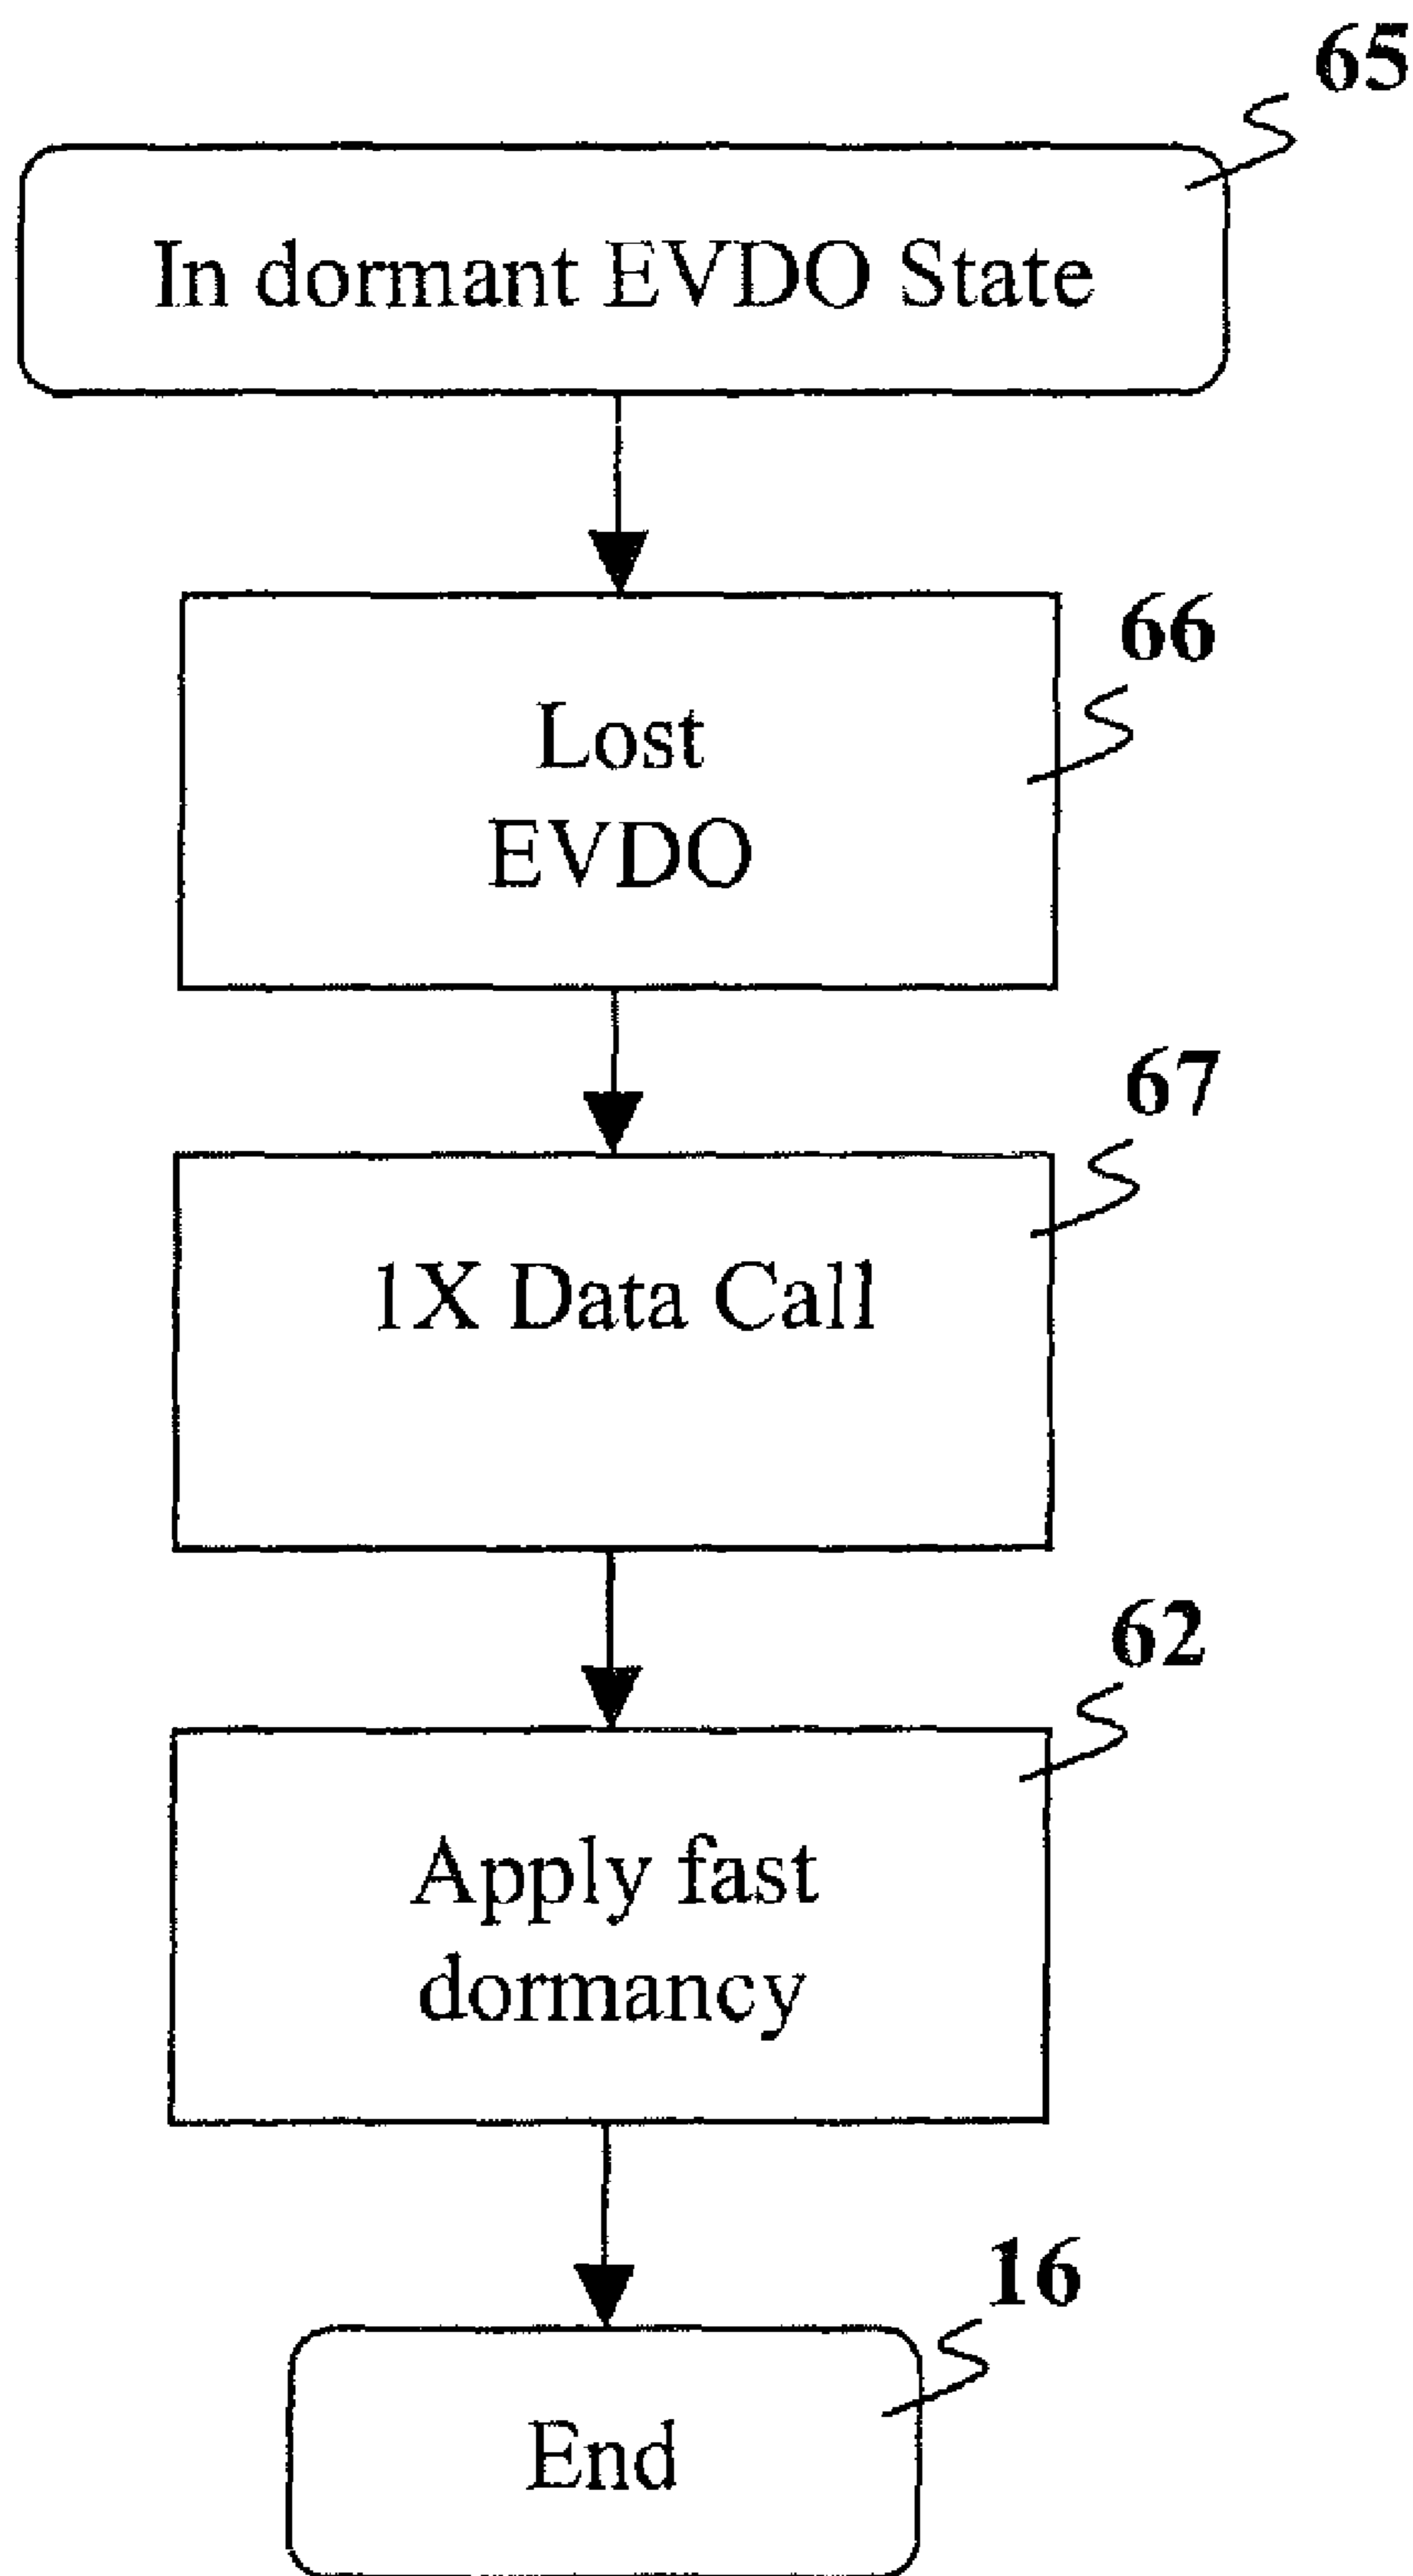 65
In dormant EVDO State
66
Lost
EVDO
67
1X Data Call
62
Apply fast
dormancy
16
End